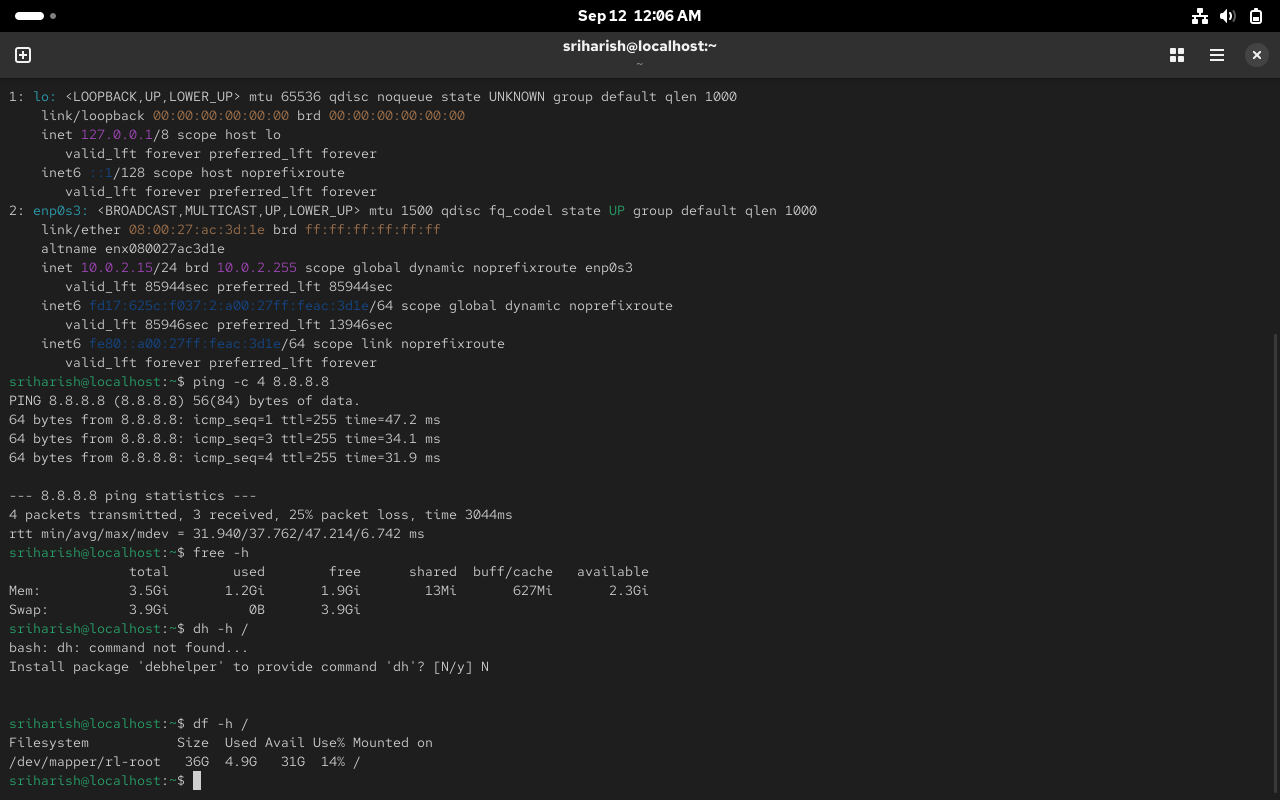 Sep 12 12:06 AM
sriharish@localhost:~
~
1: lo: <LOOPBACK,UP,LOWER_UP> mtu 65536 qdisc noqueue state UNKNOWN group default qlen 1000
    link/loopback 00:00:00:00:00:00 brd 00:00:00:00:00:00
    inet 127.0.0.1/8 scope host lo
       valid_lft forever preferred_lft forever
    inet6 ::1/128 scope host noprefixroute
       valid_lft forever preferred_lft forever
2: enp0s3: <BROADCAST,MULTICAST,UP,LOWER_UP> mtu 1500 qdisc fq_codel state UP group default qlen 1000
    link/ether 08:00:27:ac:3d:1e brd ff:ff:ff:ff:ff:ff
    altname enx080027ac3d1e
    inet 10.0.2.15/24 brd 10.0.2.255 scope global dynamic noprefixroute enp0s3
       valid_lft 85944sec preferred_lft 85944sec
    inet6 fd17:625c:f037:2:a00:27ff:feac:3d1e/64 scope global dynamic noprefixroute
       valid_lft 85946sec preferred_lft 13946sec
    inet6 fe80::a00:27ff:feac:3d1e/64 scope link noprefixroute
       valid_lft forever preferred_lft forever
sriharish@localhost:~$ ping -c 4 8.8.8.8
PING 8.8.8.8 (8.8.8.8) 56(84) bytes of data.
64 bytes from 8.8.8.8: icmp_seq=1 ttl=255 time=47.2 ms
64 bytes from 8.8.8.8: icmp_seq=3 ttl=255 time=34.1 ms
64 bytes from 8.8.8.8: icmp_seq=4 ttl=255 time=31.9 ms

--- 8.8.8.8 ping statistics ---
4 packets transmitted, 3 received, 25% packet loss, time 3044ms
rtt min/avg/max/mdev = 31.940/37.762/47.214/6.742 ms
sriharish@localhost:~$ free -h
               total        used        free      shared  buff/cache   available
Mem:           3.5Gi       1.2Gi       1.9Gi        13Mi       627Mi       2.3Gi
Swap:          3.9Gi          0B       3.9Gi
sriharish@localhost:~$ dh -h /
bash: dh: command not found...
Install package 'debhelper' to provide command 'dh'? [N/y] N


sriharish@localhost:~$ df -h /
Filesystem           Size  Used Avail Use% Mounted on
/dev/mapper/rl-root   36G  4.9G   31G  14% /
sriharish@localhost:~$